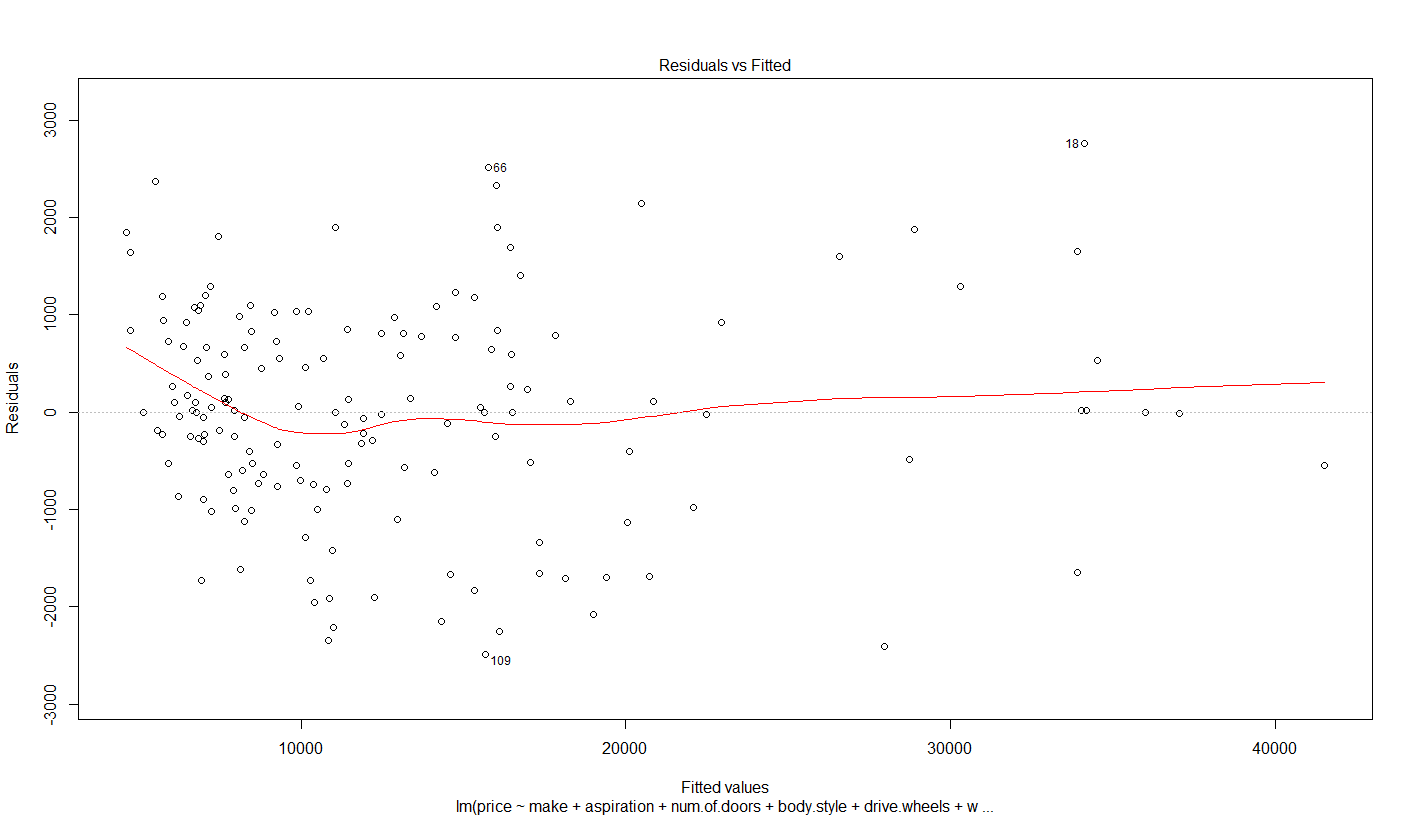 Residuals vs Fitted
3000
2000
1000
0
-1000
-2000
-3000
Residuals
18
66
109
10000 20000 30000 40000
Fitted values
lm(price ~ make + aspiration + num.of.doors + body.style + drive.wheels + w ...